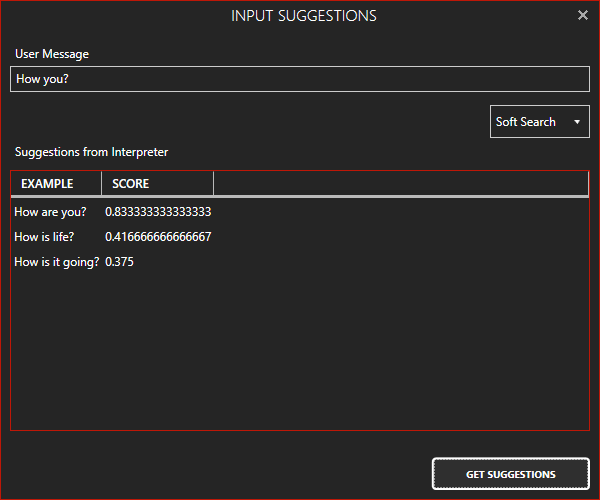 INPUT SUGGESTIONS
User Message
How you?
Soft Search
Suggestions from Interpreter
EXAMPLE SCORE
How are you? 0.833333333333333
How is life? 0.416666666666667
How is it going? 0.375
GET SUGGESTIONS